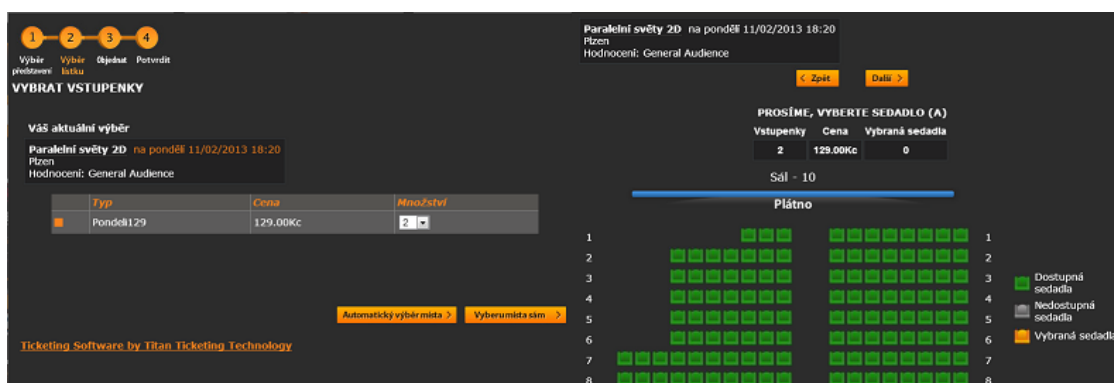 1 2 3 4
Výběr představení
Výběr lístku
Objednat
Potvrdit
VYBRAT VSTUPENKY
Váš aktuální výběr
Paralelní světy 2D na pondělí 11/02/2013 18:20
Plzen
Hodnocení: General Audience
Typ Cena Množství
Pondeli129 129.00Kc 2
Automatický výběr místa >
Vyberu místa sám >
Ticketing Software by Titan Ticketing Technology
Paralelní světy 2D na pondělí 11/02/2013 18:20
Plzen
Hodnocení: General Audience
< Zpět
Další >
PROSÍME, VYBERTE SEDADLO (A)
Vstupenky Cena Vybraná sedadla
2 129.00Kc 0
Sál - 10
Plátno
1 1
2 2
3 3
4 4
5 5
6 6
7 7
8 8
Dostupná
sedadla
Nedostupná
sedadla
Vybraná sedadla